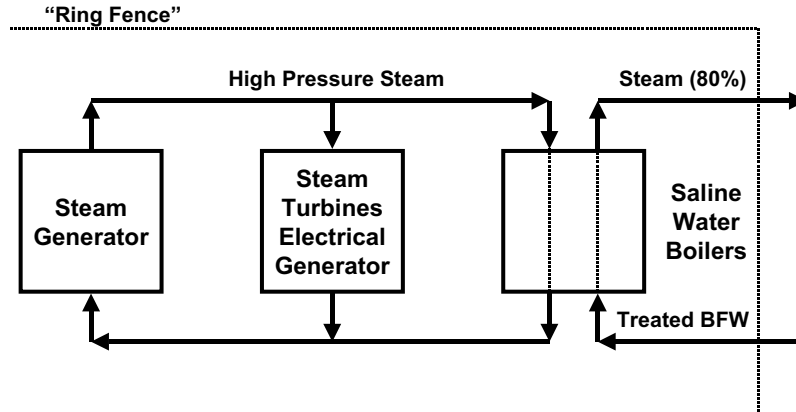 “Ring Fence”
High Pressure Steam
Steam (80%)
Steam
Generator
Steam
Turbines
Electrical
Generator
Saline
Water
Boilers
Treated BFW